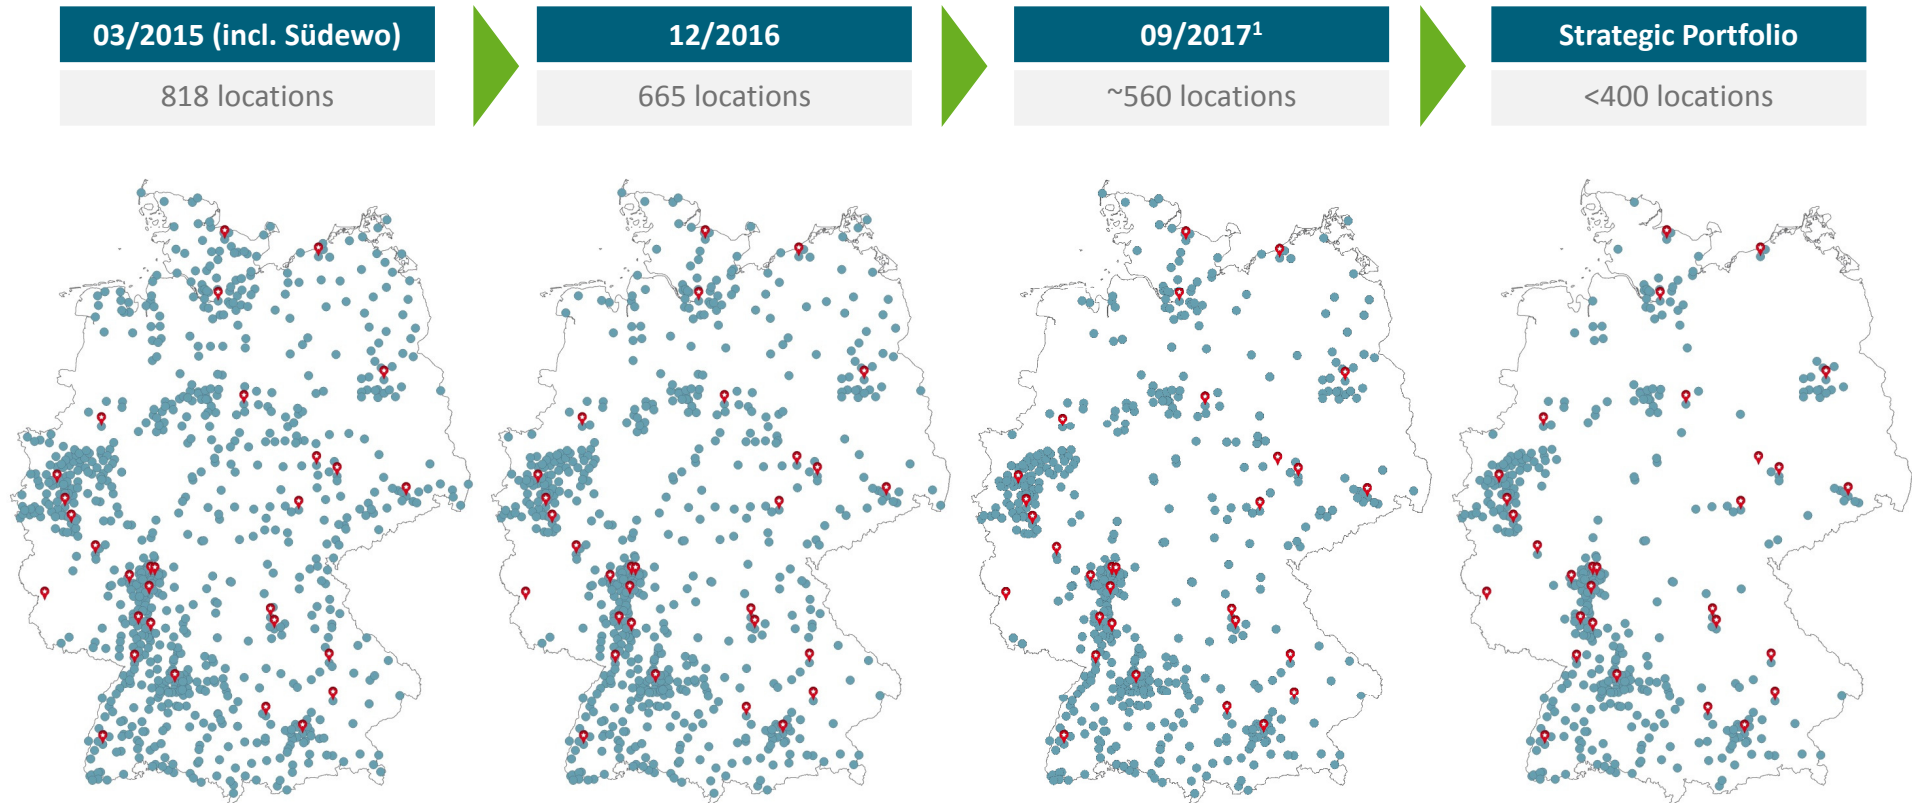 03/2015 (incl. Südewo)
818 locations
12/2016
665 locations
09/2017¹
~560 locations
Strategic Portfolio
<400 locations